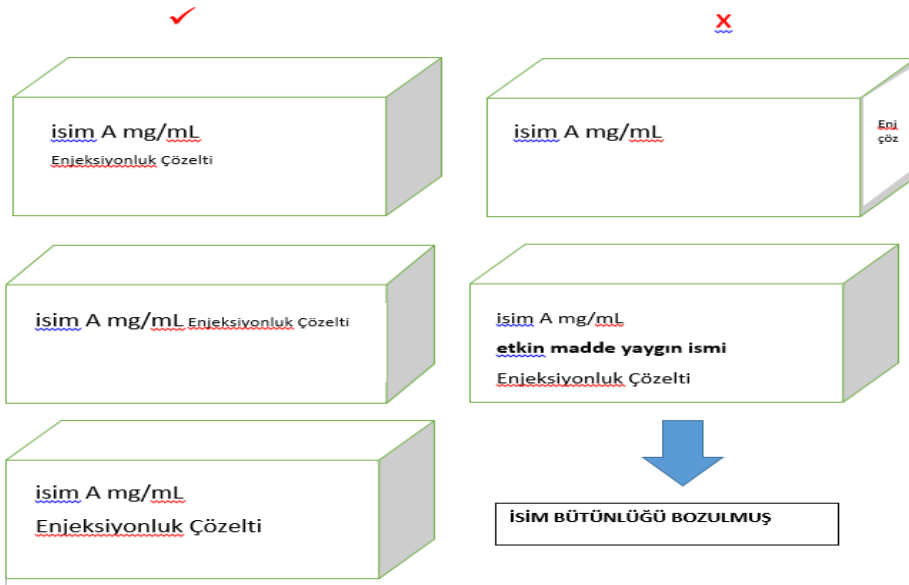 ✓
X
isim A mg/mL
Enjeksiyonluk Çözelti
isim A mg/mL
Enj
çöz
isim A mg/mL Enjeksiyonluk Çözelti
isim A mg/mL
etkin madde yaygın ismi
Enjeksiyonluk Çözelti
isim A mg/mL
Enjeksiyonluk Çözelti
İSİM BÜTÜNLÜĞÜ BOZULMUŞ